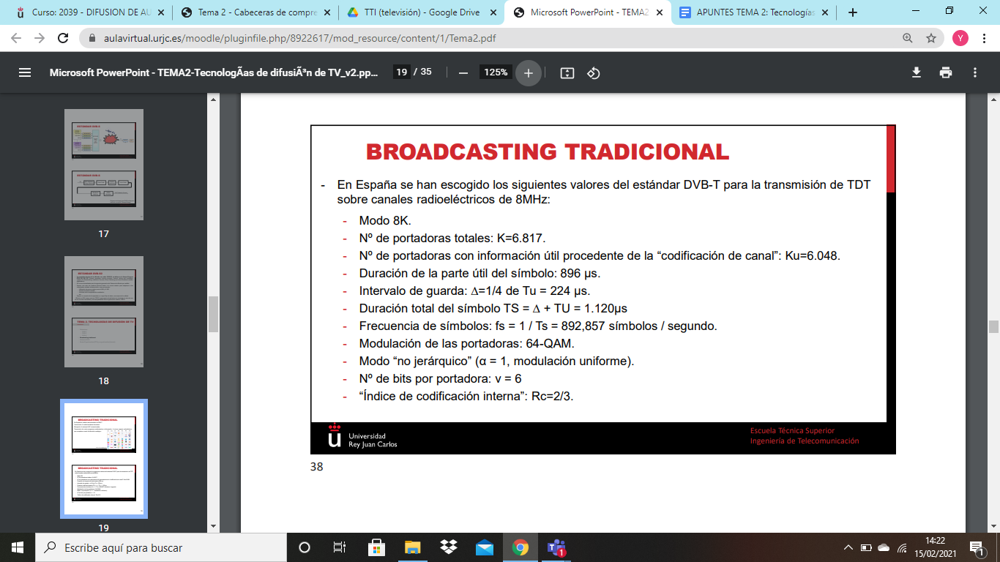 Curso: 2039 - DIFUSION DE AU
Tema 2 - Cabeceras de compre
TTI (televisión) - Google Drive
Microsoft PowerPoint - TEMA2
APUNTES TEMA 2: Tecnologías
aulavirtual.urjc.es/moodle/pluginfile.php/8922617/mod_resource/content/1/Tema2.pdf
Y
Microsoft PowerPoint - TEMA2-TecnologÃas de difusiÃ³n de TV_v2.pp...
19 / 35
125%
17
18
19
BROADCASTING TRADICIONAL
- En España se han escogido los siguientes valores del estándar DVB-T para la transmisión de TDT
sobre canales radioeléctricos de 8MHz:
- Modo 8K.
- Nº de portadoras totales: K=6.817.
- Nº de portadoras con información útil procedente de la “codificación de canal”: Ku=6.048.
- Duración de la parte útil del símbolo: 896 µs.
- Intervalo de guarda: ∆=1/4 de Tu = 224 µs.
- Duración total del símbolo TS = ∆ + TU = 1.120µs
- Frecuencia de símbolos: fs = 1 / Ts = 892,857 símbolos / segundo.
- Modulación de las portadoras: 64-QAM.
- Modo “no jerárquico” (α = 1, modulación uniforme).
- Nº de bits por portadora: v = 6
- “Índice de codificación interna”: Rc=2/3.
Universidad
Rey Juan Carlos
Escuela Técnica Superior
Ingeniería de Telecomunicación
38
Escribe aquí para buscar
1
14:22
15/02/2021
1